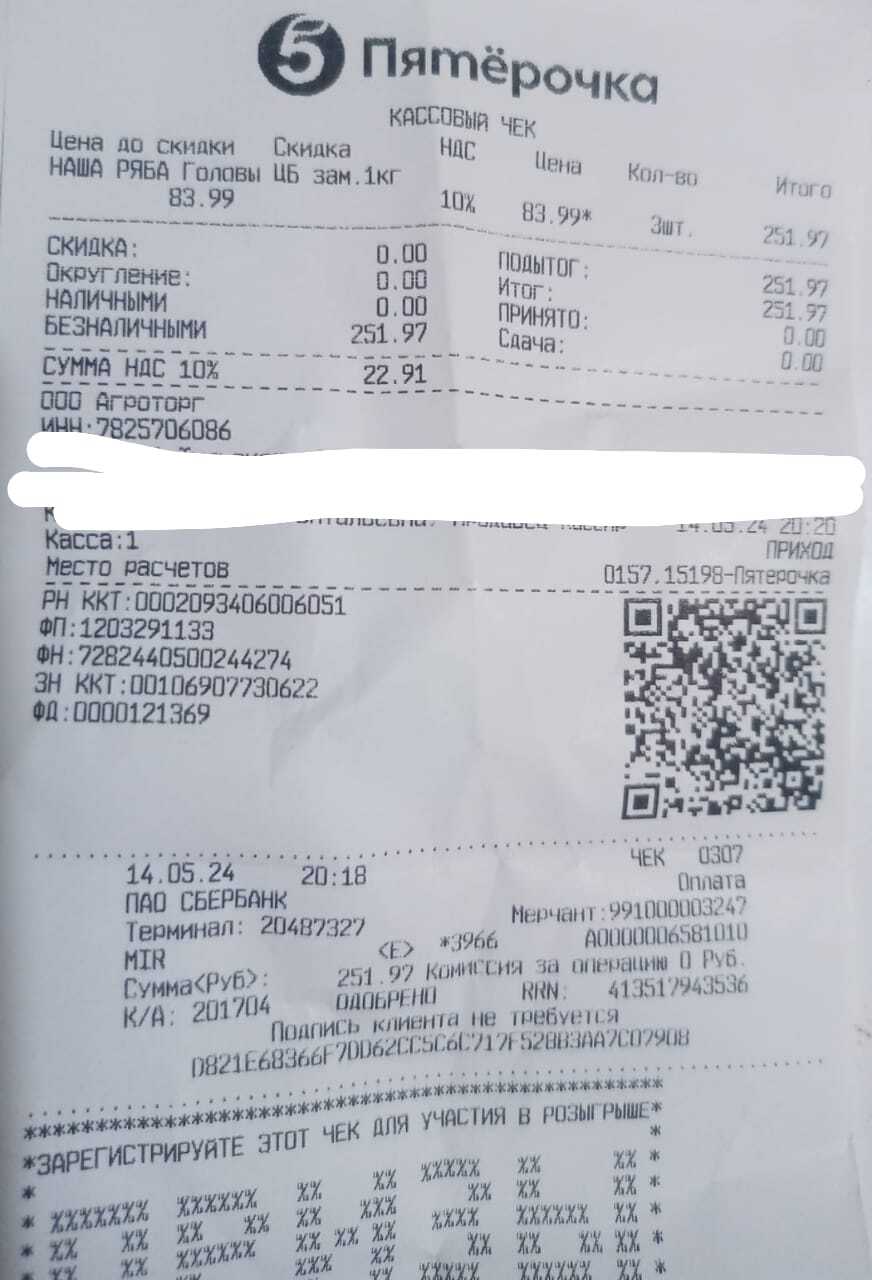 5 Пятёрочка
КАССОВЫЙ ЧЕК
Цена до скидки Скидка НДС Цена Кол-во Итого
НАША РЯБА Головы ЦБ зам.1кг
83.99 10% 83.99* 3шт. 251.97
СКИДКА: 0.00 ПОДЫТОГ: 251.97
Округление: 0.00 Итог: 251.97
НАЛИЧНЫМИ 0.00 ПРИНЯТО: 0.00
БЕЗНАЛИЧНЫМИ 251.97 Сдача: 0.00
СУММА НДС 10% 22.91
ООО Агроторг
ИНН:7825706086
14.05.24 20:20
Касса:1 ПРИХОД
Место расчетов 0157.15198-Пятерочка
РН ККТ:0002093406006051
ФП:1203291133
ФН:7282440500244274
ЗН ККТ:00106907730622
ФД:0000121369
ЧЕК 0307
14.05.24 20:18 Оплата
ПАО СБЕРБАНК Мерчант:991000003247
Терминал: 20487327 A0000006581010
MIR <E> *3966
Сумма<Руб>: 251.97 Комиссия за операцию 0 Руб.
К/А: 201704 ОДОБРЕНО RRN: 413517943536
Подпись клиента не требуется
D821E68366F70D62CC5C6C717F528B3AA7C07908
*ЗАРЕГИСТРИРУЙТЕ ЭТОТ ЧЕК ДЛЯ УЧАСТИЯ В РОЗЫГРЫШЕ*